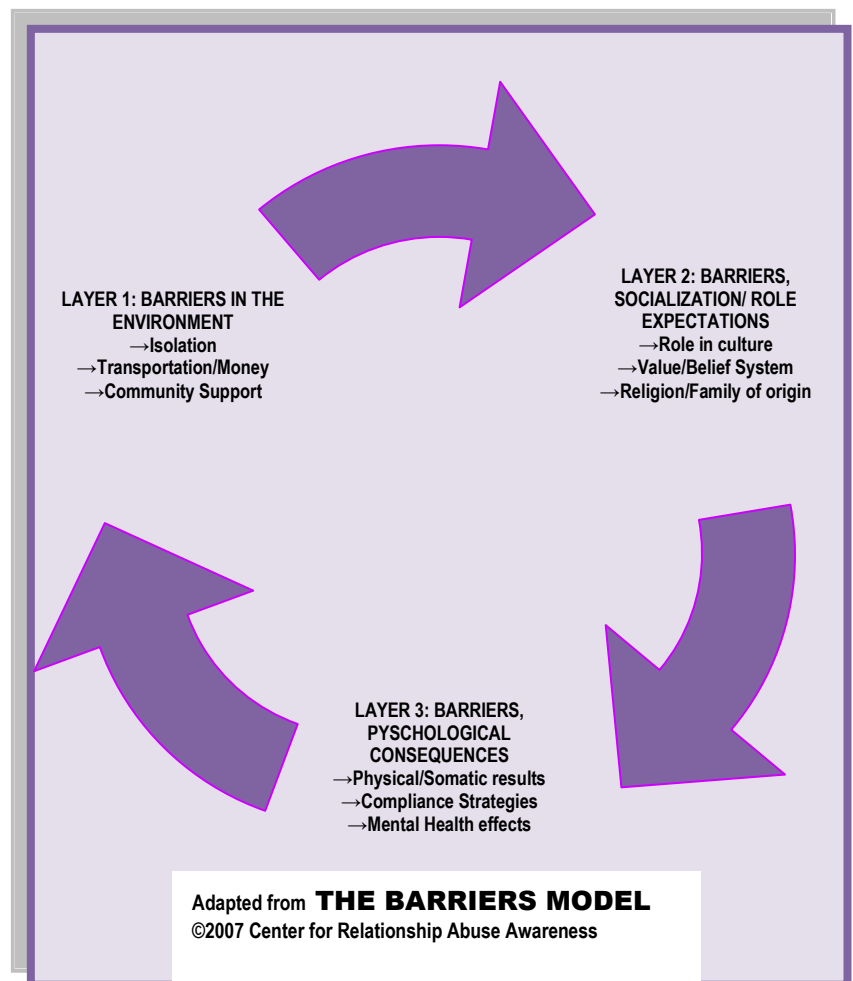 LAYER 1: BARRIERS IN THE
ENVIRONMENT
→Isolation
→Transportation/Money
→Community Support
LAYER 2: BARRIERS,
SOCIALIZATION/ ROLE
EXPECTATIONS
→Role in culture
→Value/Belief System
→Religion/Family of origin
LAYER 3: BARRIERS,
PYSCHOLOGICAL
CONSEQUENCES
→Physical/Somatic results
→Compliance Strategies
→Mental Health effects
Adapted from THE BARRIERS MODEL
©2007 Center for Relationship Abuse Awareness